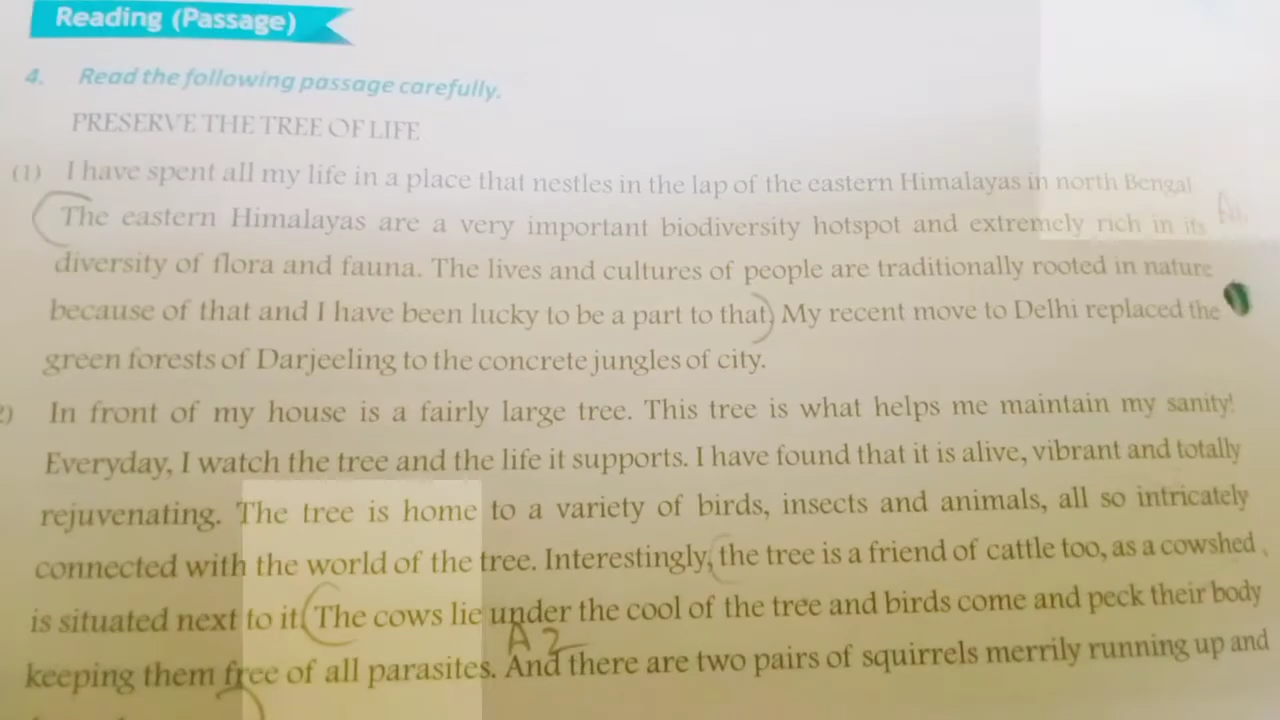 Reading (Passage)
4. Read the following passage carefully.
PRESERVE THE TREE OF LIFE
(1) I have spent all my life in a place that nestles in the lap of the eastern Himalayas in north Bengal
The eastern Himalayas are a very important biodiversity hotspot and extremely rich in its
diversity of flora and fauna. The lives and cultures of people are traditionally rooted in nature
because of that and I have been lucky to be a part to that. My recent move to Delhi replaced the
green forests of Darjeeling to the concrete jungles of city.
2) In front of my house is a fairly large tree. This tree is what helps me maintain my sanity!
Everyday, I watch the tree and the life it supports. I have found that it is alive, vibrant and totally
rejuvenating. The tree is home to a variety of birds, insects and animals, all so intricately
connected with the world of the tree. Interestingly, the tree is a friend of cattle too, as a cowshed
is situated next to it. The cows lie under the cool of the tree and birds come and peck their body
A2
keeping them free of all parasites. And there are two pairs of squirrels merrily running up and